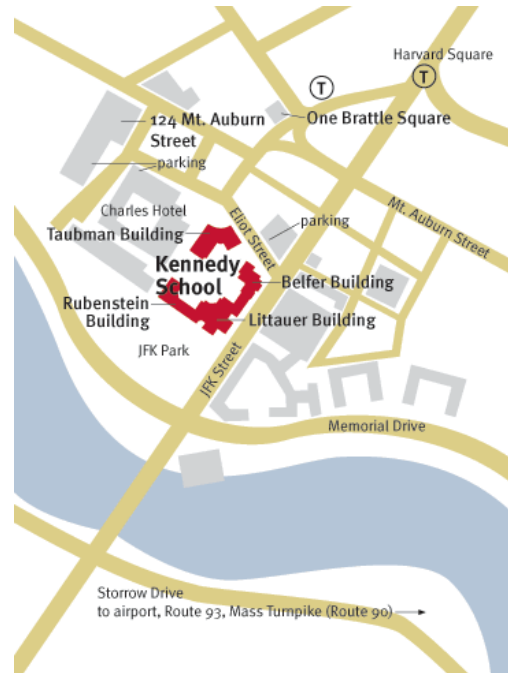 Harvard Square
T
T
124 Mt. Auburn
Street
One Brattle Square
parking
Mt. Auburn Street
Charles Hotel
Eliot Street
parking
Taubman Building
Kennedy
School
Belfer Building
Rubenstein
Building
Littauer Building
JFK Park
JFK Street
Memorial Drive
Storrow Drive
to airport, Route 93, Mass Turnpike (Route 90)